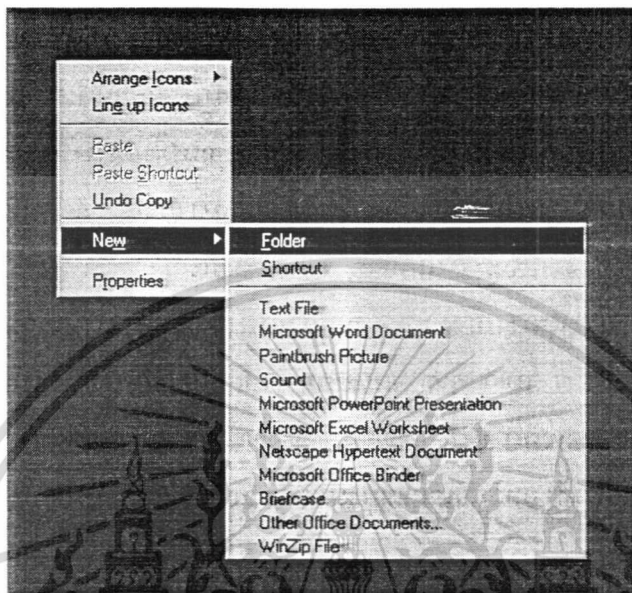 Arrange Icons
Line up Icons
Paste
Paste Shortcut
Undo Copy
New
Properties
Folder
Shortcut
Text File
Microsoft Word Document
Paintbrush Picture
Sound
Microsoft PowerPoint Presentation
Microsoft Excel Worksheet
Netscape Hypertext Document
Microsoft Office Binder
Briefcase
Other Office Documents...
WinZip File